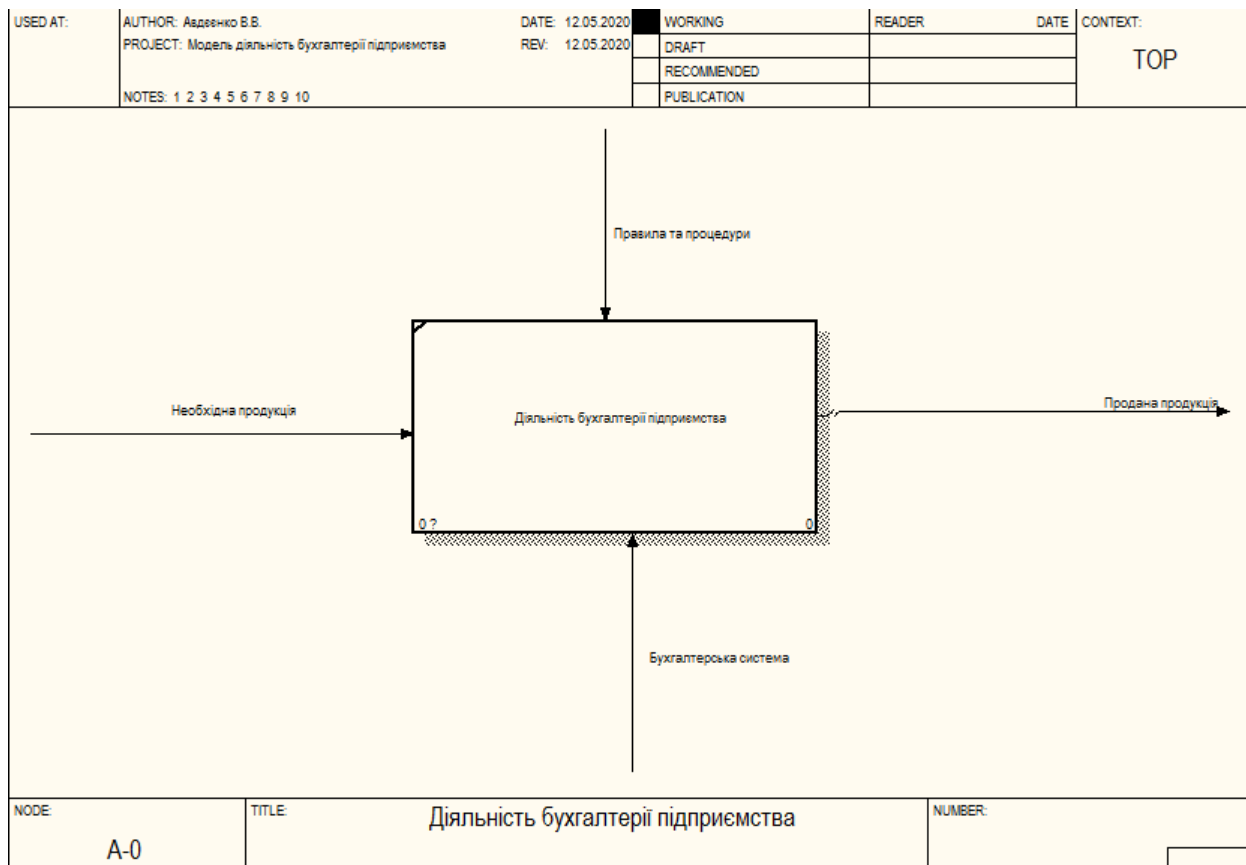 USED AT: AUTHOR: Авдєєнко В.В. DATE: 12.05.2020 WORKING READER DATE CONTEXT:
PROJECT: Модель діяльність бухгалтерії підприємства REV: 12.05.2020 DRAFT
TOP
RECOMMENDED
NOTES: 1 2 3 4 5 6 7 8 9 10 PUBLICATION
Правила та процедури
Необхідна продукція
Продана продукція
Діяльність бухгалтерії підприємства
0 ? 0
Бухгалтерська система
NODE: TITLE: Діяльність бухгалтерії підприємства NUMBER:
A-0